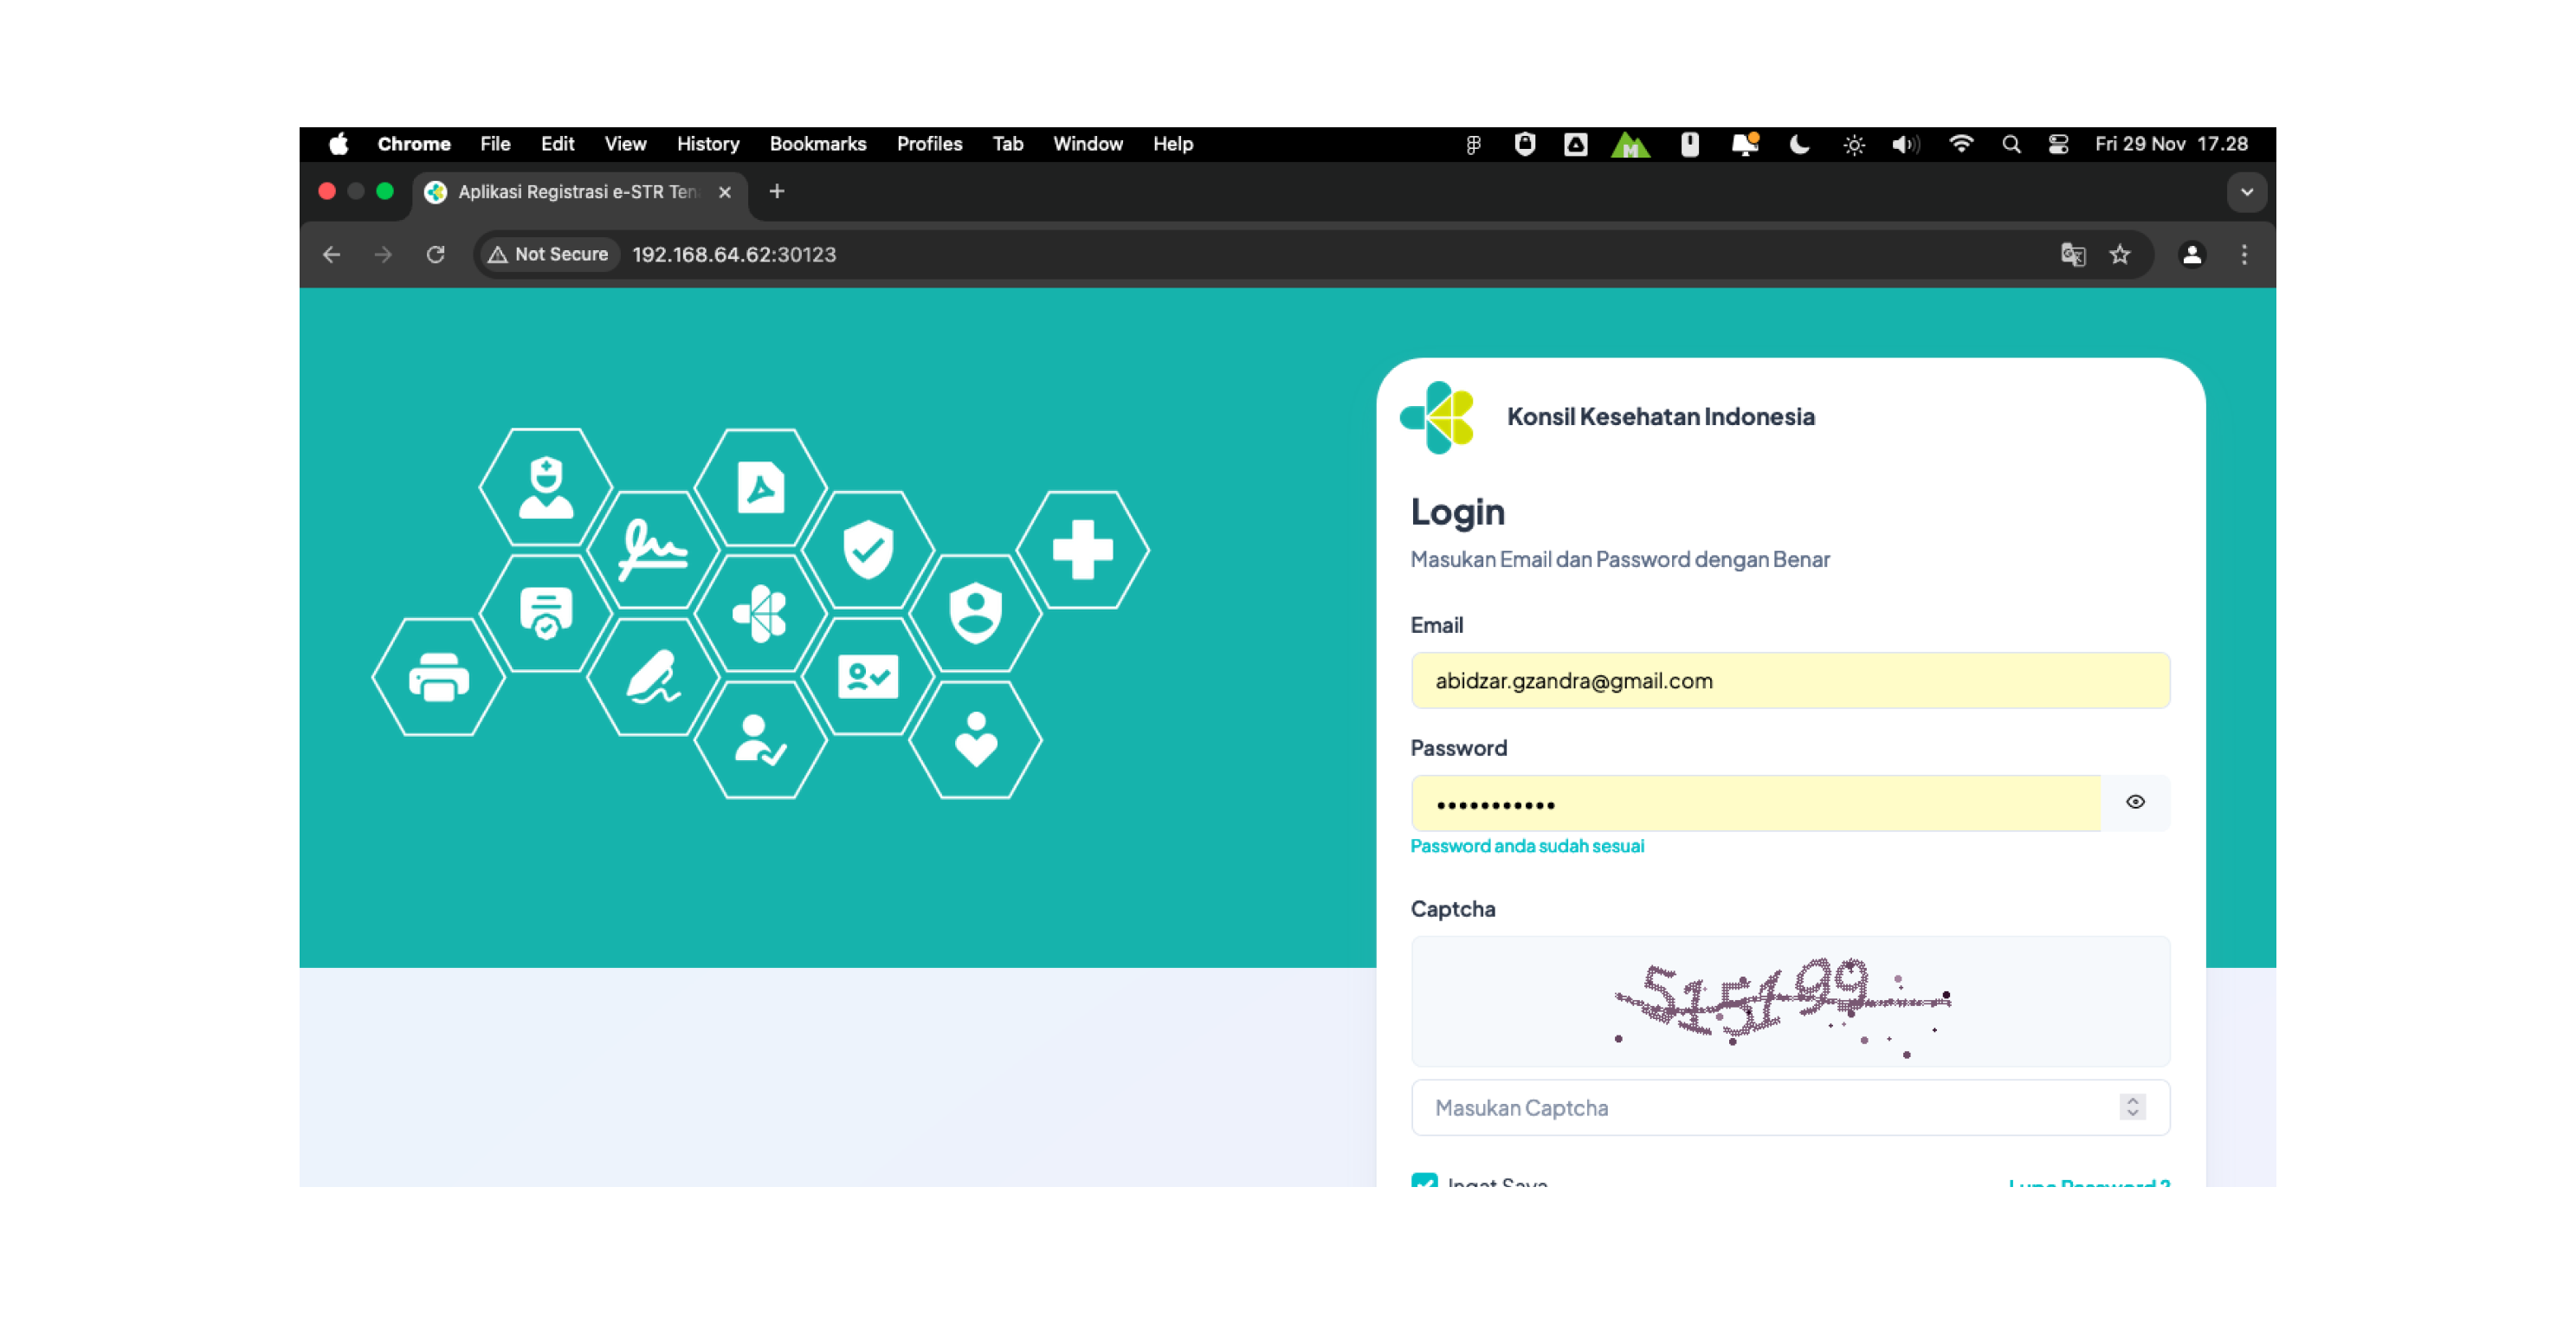 Chrome File Edit View History Bookmarks Profiles Tab Window Help Fri 29 Nov 17.28
Aplikasi Registrasi e-STR Ten
Not Secure 192.168.64.62:30123
Konsil Kesehatan Indonesia
Login
Masukan Email dan Password dengan Benar
Email
abidzar.gzandra@gmail.com
Password
Password anda sudah sesuai
Captcha
515199
Masukan Captcha
Ingat Saya Lupa Password ?